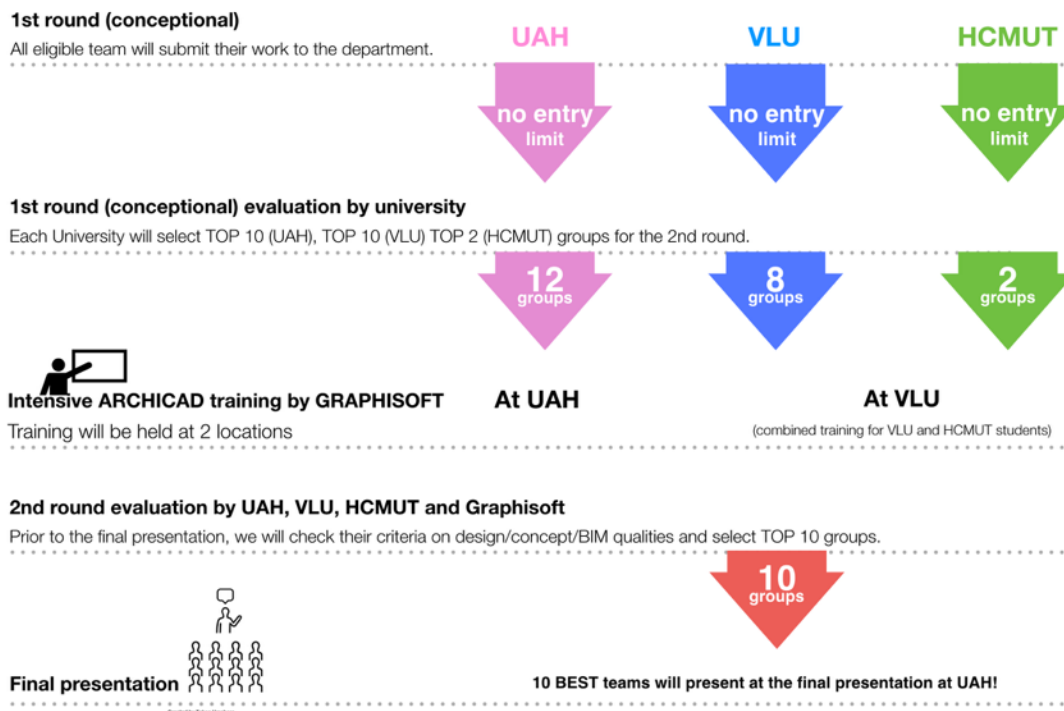 1st round (conceptional)
All eligible team will submit their work to the department.
UAH VLU HCMUT
no entry limit
no entry limit
no entry limit
1st round (conceptional) evaluation by university
Each University will select TOP 10 (UAH), TOP 10 (VLU) TOP 2 (HCMUT) groups for the 2nd round.
12 groups
8 groups
2 groups
Intensive ARCHICAD training by GRAPHISOFT
Training will be held at 2 locations
At UAH
At VLU
(combined training for VLU and HCMUT students)
2nd round evaluation by UAH, VLU, HCMUT and Graphisoft
Prior to the final presentation, we will check their criteria on design/concept/BIM qualities and select TOP 10 groups.
10 groups
Final presentation
10 BEST teams will present at the final presentation at UAH!